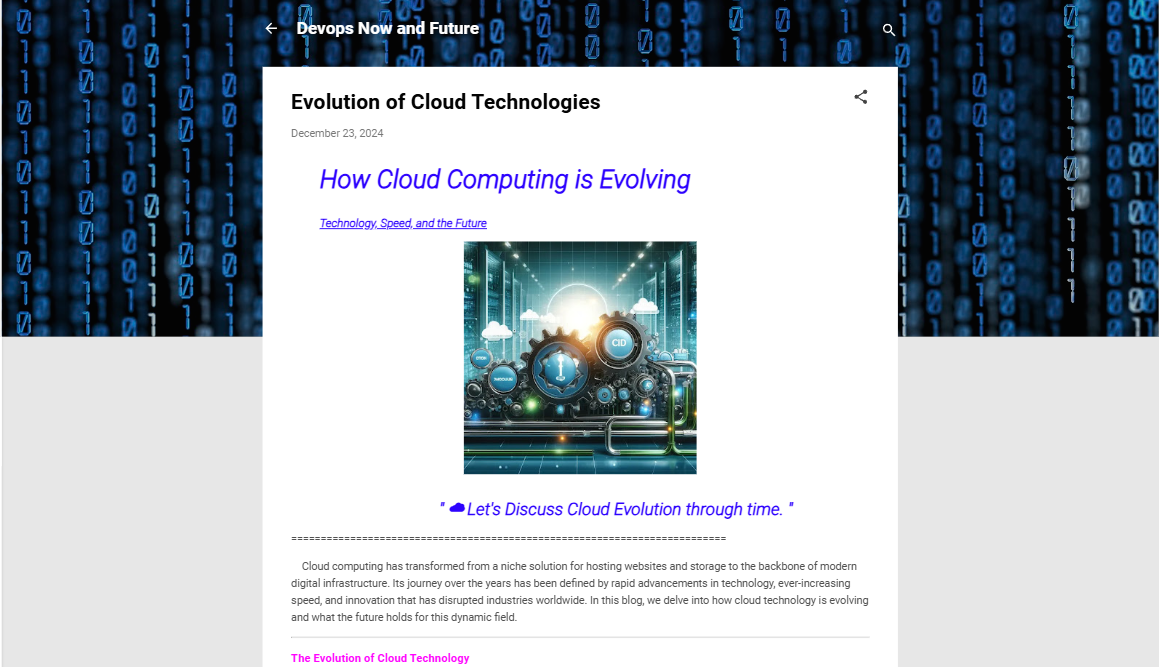 Devops Now and Future
Evolution of Cloud Technologies
December 23, 2024
How Cloud Computing is Evolving
Technology, Speed, and the Future
CID
" ☁Let's Discuss Cloud Evolution through time. "
==========================================================================
Cloud computing has transformed from a niche solution for hosting websites and storage to the backbone of modern
digital infrastructure. Its journey over the years has been defined by rapid advancements in technology, ever-increasing
speed, and innovation that has disrupted industries worldwide. In this blog, we delve into how cloud technology is evolving
and what the future holds for this dynamic field.
The Evolution of Cloud Technology